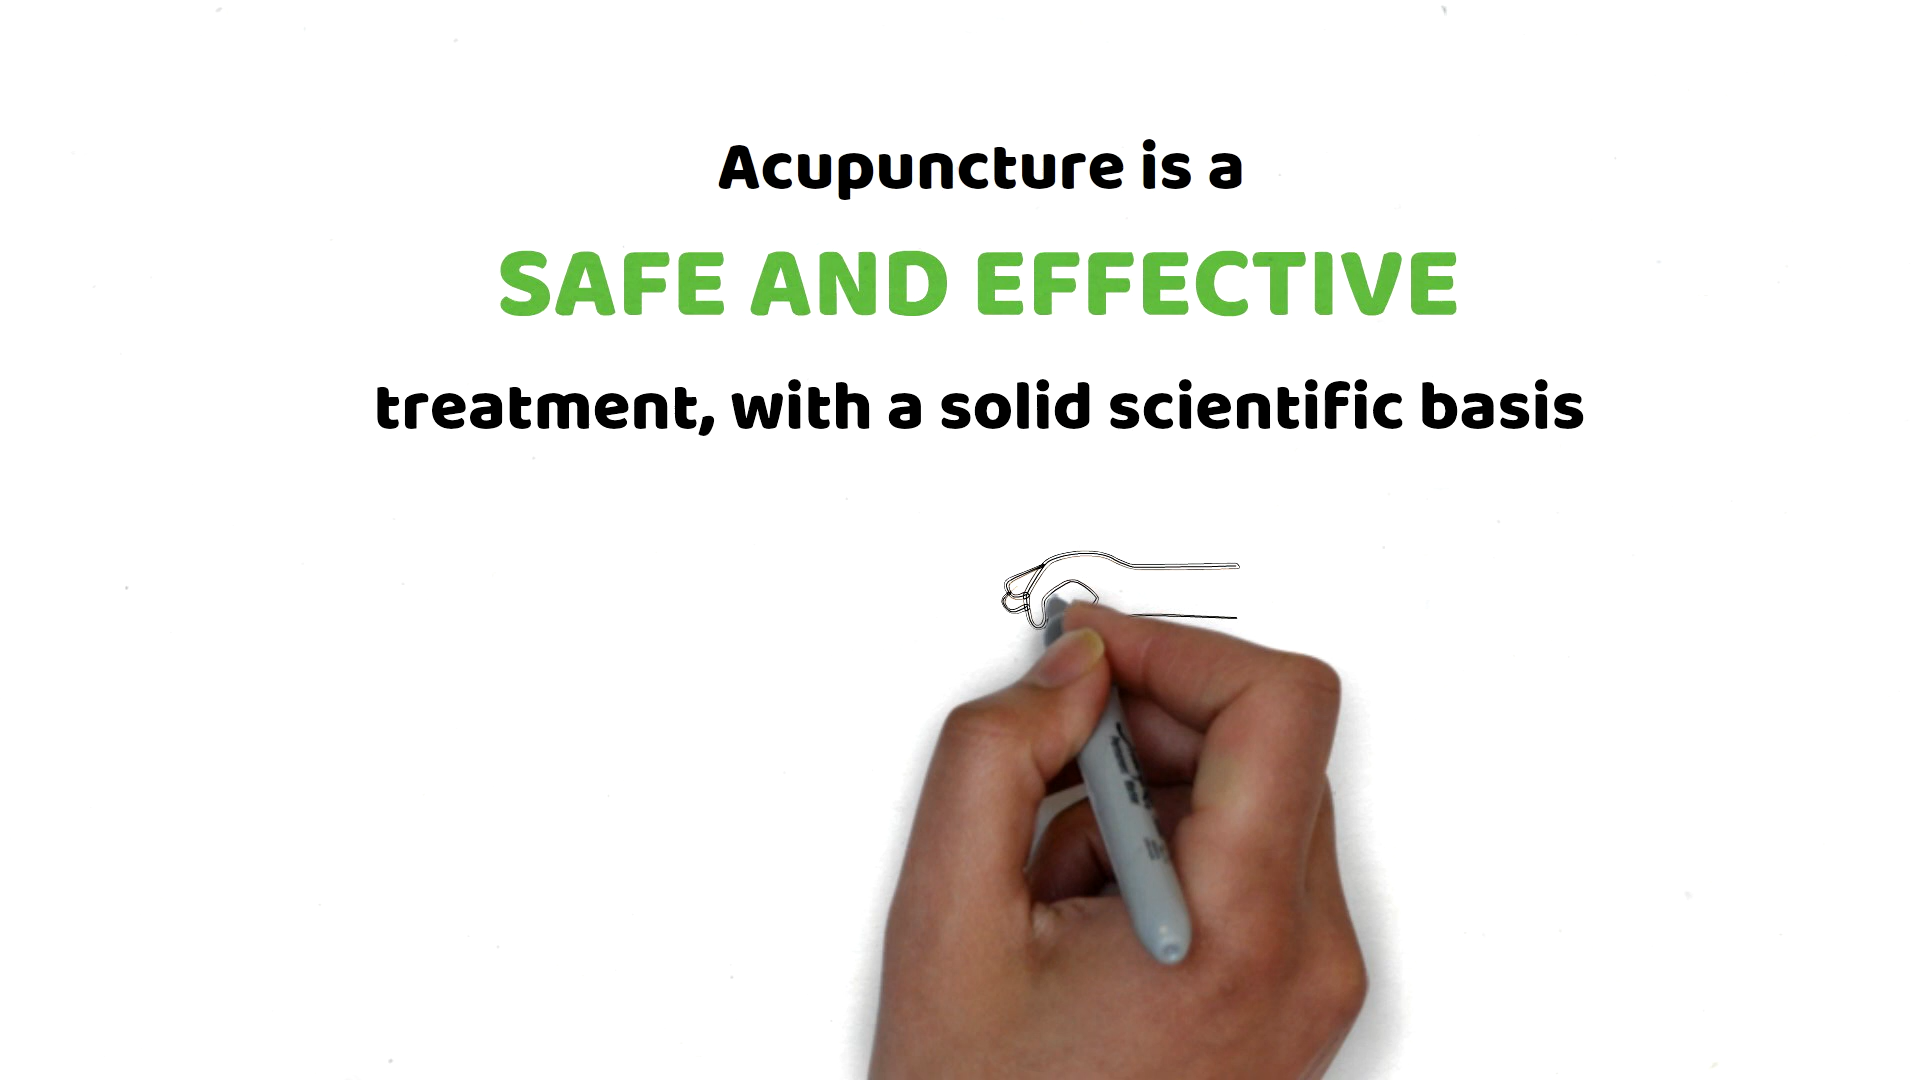 Acupuncture is a
SAFE AND EFFECTIVE
treatment, with a solid scientific basis